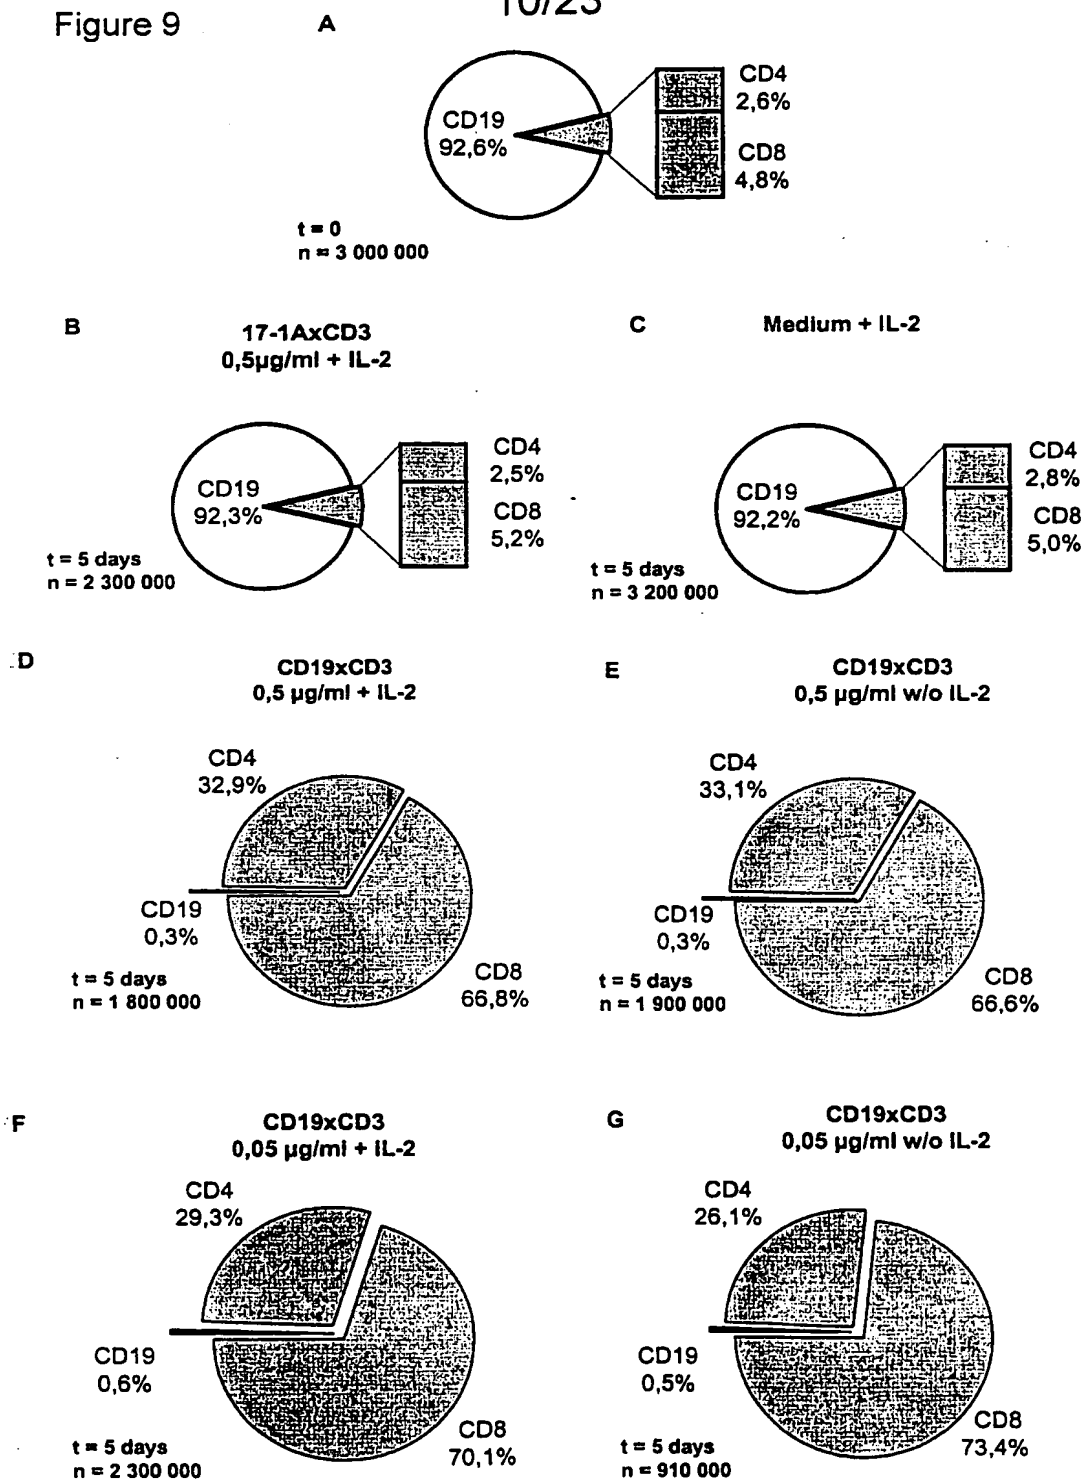 10/23
Figure 9
A
CD19
92,6%
CD4
2,6%
CD8
4,8%
t = 0
n = 3 000 000
B
17-1AxCD3
0,5µg/ml + IL-2
CD19
92,3%
CD4
2,5%
CD8
5,2%
t = 5 days
n = 2 300 000
C
Medium + IL-2
CD19
92,2%
CD4
2,8%
CD8
5,0%
t = 5 days
n = 3 200 000
D
CD19xCD3
0,5 µg/ml + IL-2
CD4
32,9%
CD19
0,3%
CD8
66,8%
t = 5 days
n = 1 800 000
E
CD19xCD3
0,5 µg/ml w/o IL-2
CD4
33,1%
CD19
0,3%
CD8
66,6%
t = 5 days
n = 1 900 000
F
CD19xCD3
0,05 µg/ml + IL-2
CD4
29,3%
CD19
0,6%
CD8
70,1%
t = 5 days
n = 2 300 000
G
CD19xCD3
0,05 µg/ml w/o IL-2
CD4
26,1%
CD19
0,5%
CD8
73,4%
t = 5 days
n = 910 000